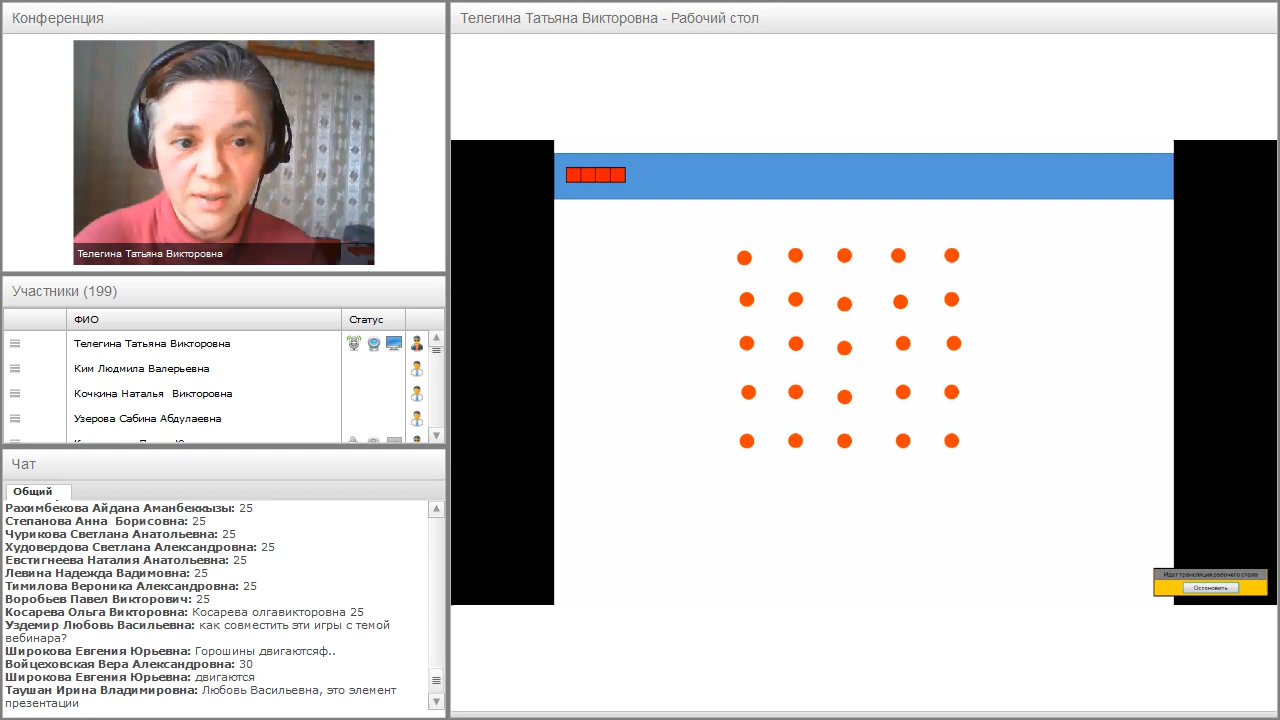 Конференция
Телегина Татьяна Викторовна
Участники (199)
ФИО Статус
Телегина Татьяна Викторовна
Ким Людмила Валерьевна
Кочкина Наталья Викторовна
Узерова Сабина Абдулаевна
Чат
Общий
Рахимбекова Айдана Аманбеккызы: 25
Степанова Анна Борисовна: 25
Чурикова Светлана Анатольевна: 25
Худовердова Светлана Александровна: 25
Евстигнеева Наталия Анатольевна: 25
Левина Надежда Вадимовна: 25
Тимилова Вероника Александровна: 25
Воробьев Павел Викторович: 25
Косарева Ольга Викторовна: Косарева олгавикторовна 25
Уздемир Любовь Васильевна: как совместить эти игры с темой
вебинара?
Широкова Евгения Юрьевна: Горошины двигаютсяф..
Войцеховская Вера Александровна: 30
Широкова Евгения Юрьевна: двигаются
Таушан Ирина Владимировна: Любовь Васильевна, это элемент
презентации
Телегина Татьяна Викторовна - Рабочий стол
Идет трансляция рабочего стола
Остановить